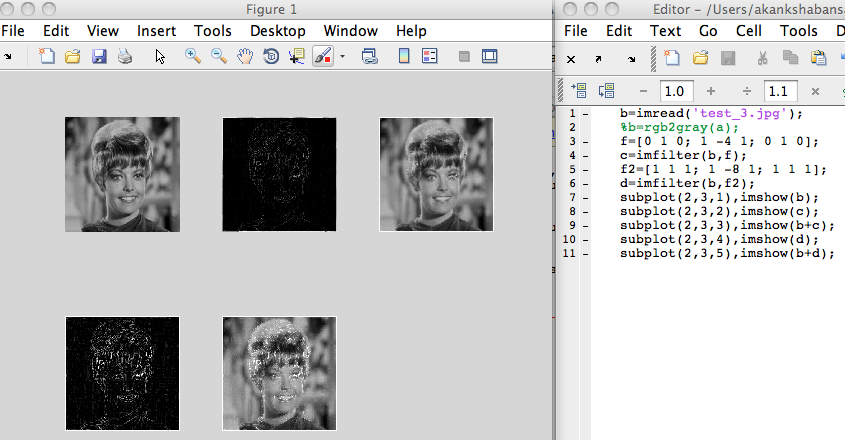 Figure 1
File Edit View Insert Tools Desktop Window Help
Editor – /Users/akankshabansa
File Edit Text Go Cell Tools D
− 1.0 + ÷ 1.1 ×
1 – b=imread('test_3.jpg');
2 %b=rgb2gray(a);
3 – f=[0 1 0; 1 -4 1; 0 1 0];
4 – c=imfilter(b,f);
5 – f2=[1 1 1; 1 -8 1; 1 1 1];
6 – d=imfilter(b,f2);
7 – subplot(2,3,1),imshow(b);
8 – subplot(2,3,2),imshow(c);
9 – subplot(2,3,3),imshow(b+c);
10 – subplot(2,3,4),imshow(d);
11 – subplot(2,3,5),imshow(b+d);